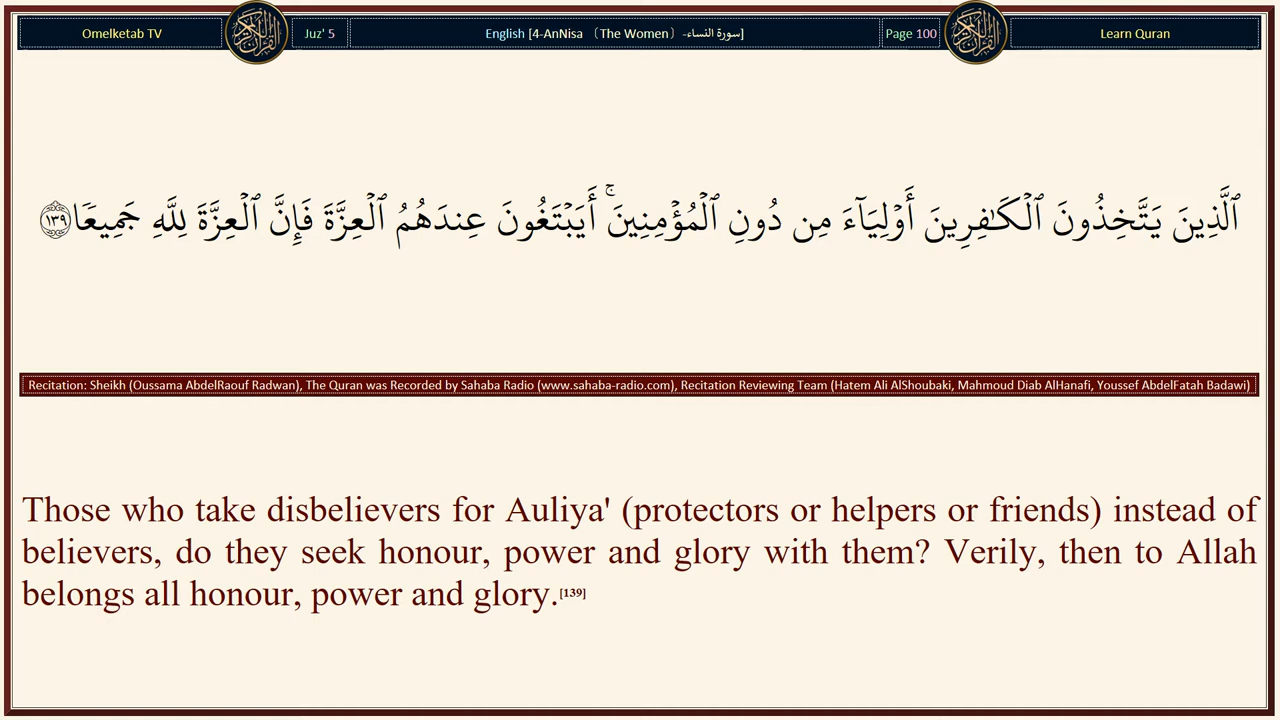 Omelketab TV
Juz' 5
English [4-AnNisa 〔The Women〕 -سورة النساء]
Page 100
Learn Quran
ٱلَّذِينَ يَتَّخِذُونَ ٱلْكَـٰفِرِينَ أَوْلِيَآءَ مِن دُونِ ٱلْمُؤْمِنِينَ ۚ أَيَبْتَغُونَ عِندَهُمُ ٱلْعِزَّةَ فَإِنَّ ٱلْعِزَّةَ لِلَّهِ جَمِيعًا ١٣٩
Recitation: Sheikh (Oussama AbdelRaouf Radwan), The Quran was Recorded by Sahaba Radio (www.sahaba-radio.com), Recitation Reviewing Team (Hatem Ali AlShoubaki, Mahmoud Diab AlHanafi, Youssef AbdelFatah Badawi)
Those who take disbelievers for Auliya' (protectors or helpers or friends) instead of
believers, do they seek honour, power and glory with them? Verily, then to Allah
belongs all honour, power and glory.[139]